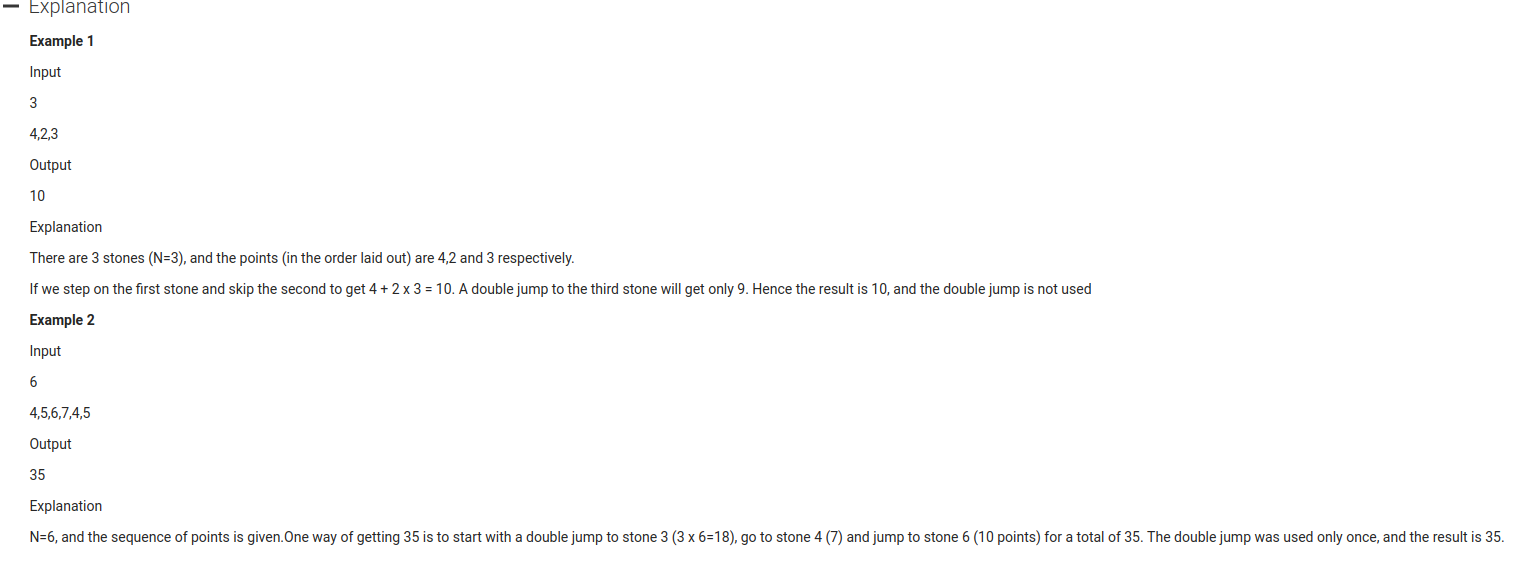 Explanation
Example 1
Input
3
4,2,3
Output
10
Explanation
There are 3 stones (N=3), and the points (in the order laid out) are 4,2 and 3 respectively.
If we step on the first stone and skip the second to get 4 + 2 x 3 = 10. A double jump to the third stone will get only 9. Hence the result is 10, and the double jump is not used
Example 2
Input
6
4,5,6,7,4,5
Output
35
Explanation
N=6, and the sequence of points is given.One way of getting 35 is to start with a double jump to stone 3 (3 x 6=18), go to stone 4 (7) and jump to stone 6 (10 points) for a total of 35. The double jump was used only once, and the result is 35.